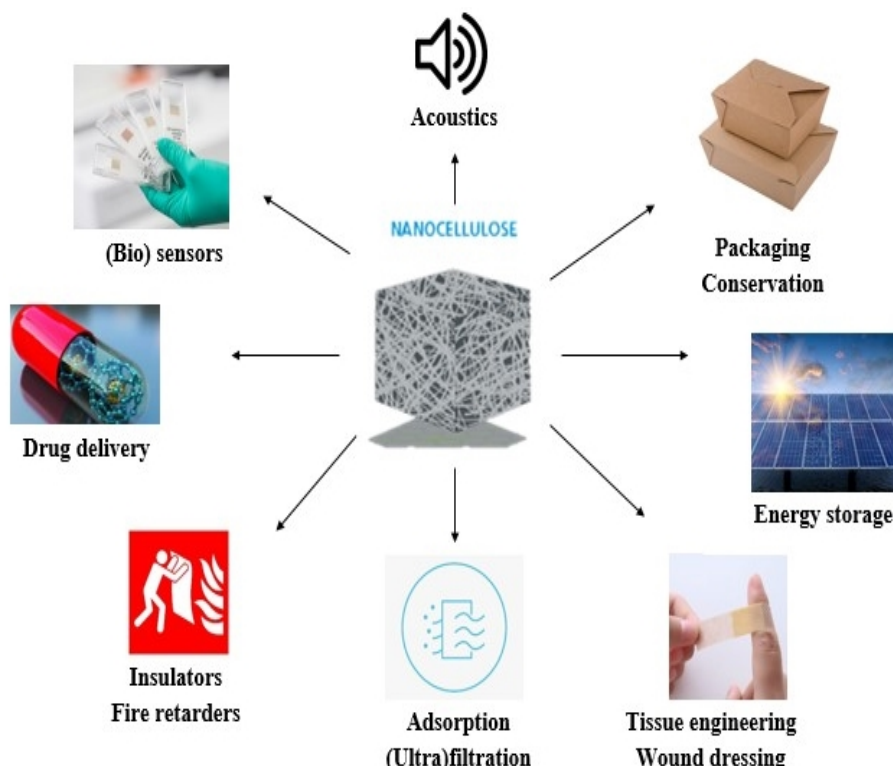 Acoustics
(Bio) sensors
NANOCELLULOSE
Packaging
Conservation
Drug delivery
Energy storage
Insulators
Fire retarders
Adsorption
(Ultra)filtration
Tissue engineering
Wound dressing